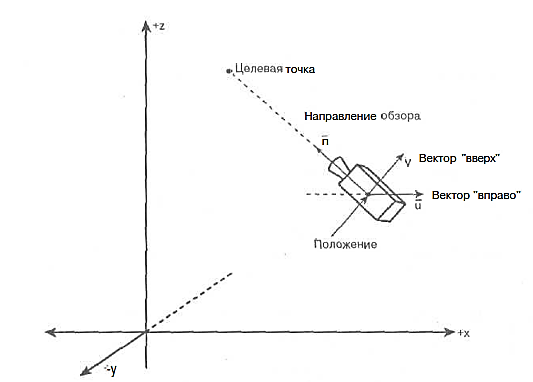 +z
Целевая точка
Направление обзора
n̄
v
Вектор "вверх"
Вектор "вправо"
ū
Положение
+x
-y